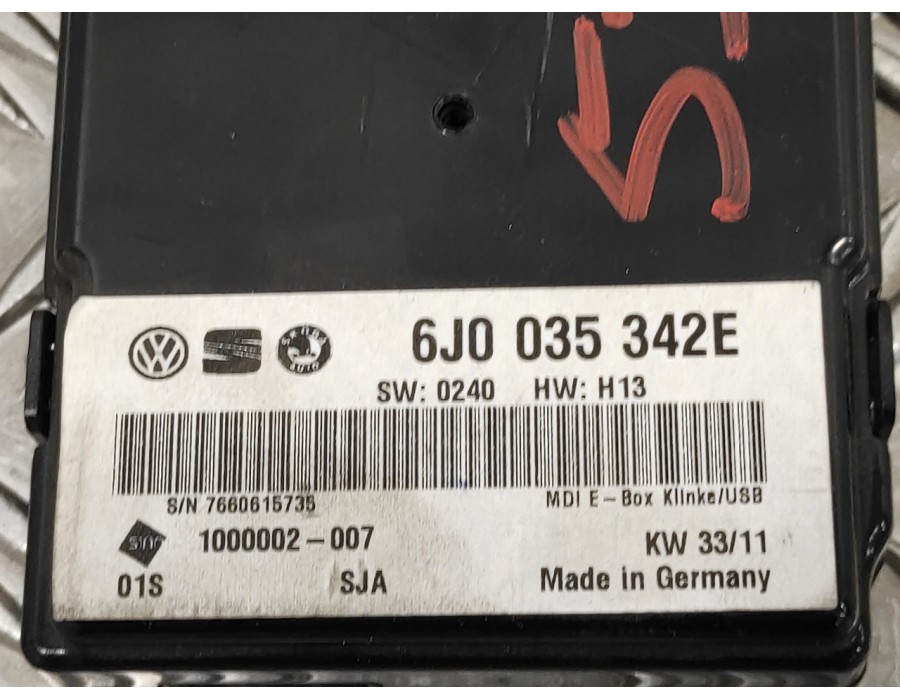 6J0 035 342E
SW: 0240 HW: H13
S/N 7660615735
MDI E-Box Klinke/USB
1000002-007
KW 33/11
01S
SJA
Made in Germany